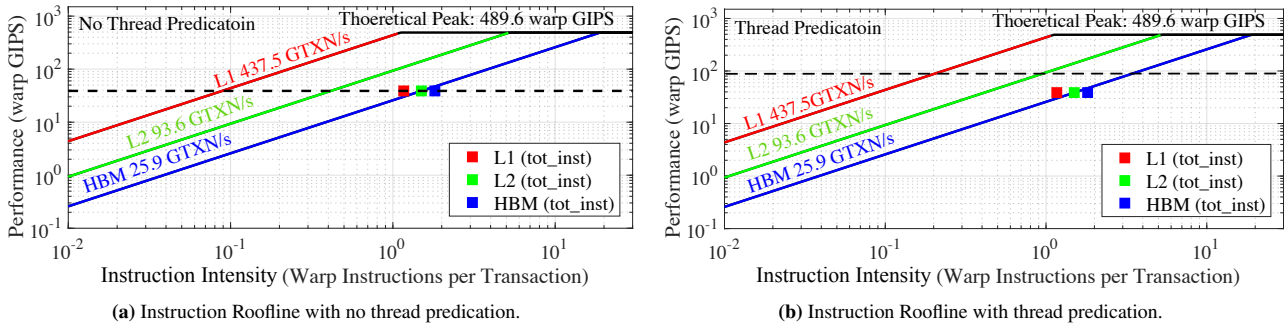 No Thread Predicatoin
Thoeretical Peak: 489.6 warp GIPS
L1 437.5 GTXN/s
L2 93.6 GTXN/s
HBM 25.9 GTXN/s
L1 (tot_inst)
L2 (tot_inst)
HBM (tot_inst)
10^3
10^2
10^1
10^0
10^-1
10^-2
10^-1
10^0
10^1
Performance (warp GIPS)
Instruction Intensity (Warp Instructions per Transaction)
(a) Instruction Roofline with no thread predication.
Thread Predicatoin
Thoeretical Peak: 489.6 warp GIPS
L1 437.5GTXN/s
L2 93.6 GTXN/s
HBM 25.9 GTXN/s
L1 (tot_inst)
L2 (tot_inst)
HBM (tot_inst)
10^3
10^2
10^1
10^0
10^-1
10^-2
10^-1
10^0
10^1
Performance (warp GIPS)
Instruction Intensity (Warp Instructions per Transaction)
(b) Instruction Roofline with thread predication.